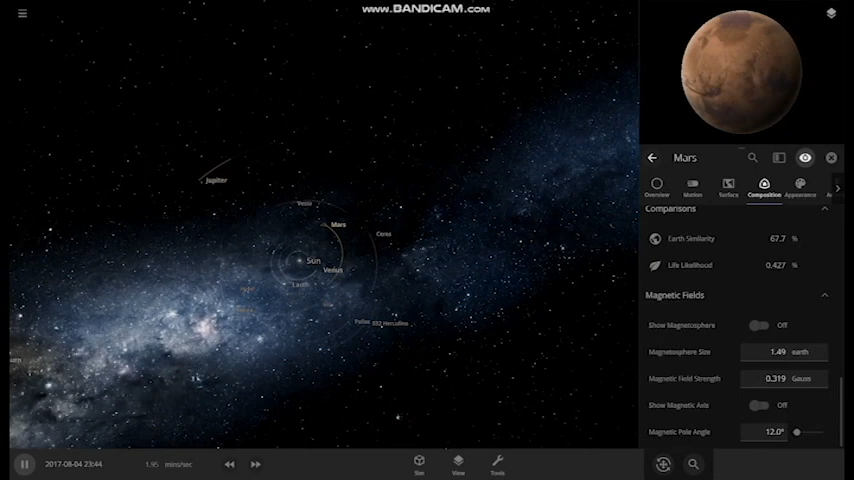 www.BANDICAM.com
Jupiter
Vesta
Mars
Ceres
Sun
Venus
Earth
Pallas
532 Herculina
Mars
Overview
Motion
Surface
Composition
Appearance
Comparisons
Earth Similarity 67.7 %
Life Likelihood 0.427 %
Magnetic Fields
Show Magnetosphere Off
Magnetosphere Size 1.49 earth
Magnetic Field Strength 0.319 Gauss
Show Magnetic Axis Off
Magnetic Pole Angle 12.0°
2017-08-04 23:44
1.95 mins/sec
Sim
View
Tools